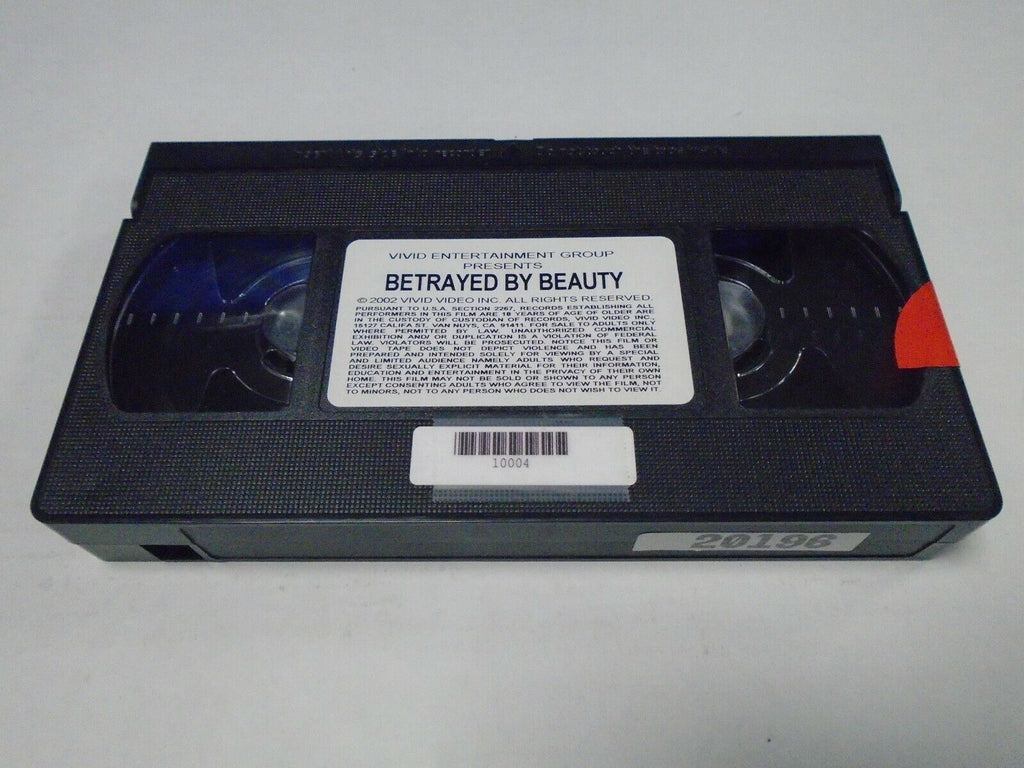 VIVID ENTERTAINMENT GROUP
PRESENTS
BETRAYED BY BEAUTY
© 2002 VIVID VIDEO INC. ALL RIGHTS RESERVED.
PURSUANT TO U.S.A. SECTION 2267, RECORDS ESTABLISHING ALL
PERFORMERS IN THIS FILM ARE 18 YEARS OF AGE OR OLDER ARE
IN THE CUSTODY OF CUSTODIAN OF RECORDS, VIVID VIDEO INC.,
15127 CALIFA ST. VAN NUYS, CA. 91411. FOR SALE TO ADULTS ONLY
WHERE PERMITTED BY LAW. UNAUTHORIZED COMMERCIAL,
EXHIBITION AND/ OR DUPLICATION IS A VIOLATION OF FEDERAL
LAW. VIOLATORS WILL BE PROSECUTED. NOTICE THIS FILM OR
VIDEO TAPE DOES NOT DEPICT VIOLENCE AND HAS BEEN
PREPARED AND INTENDED SOLELY FOR VIEWING BY A SPECIAL
AND LIMITED AUDIENCE NAMELY ADULTS WHO REQUEST AND
DESIRE SEXUALLY EXPLICIT MATERIAL FOR THEIR INFORMATION,
EDUCATION AND ENTERTAINMENT IN THE PRIVACY OF THEIR OWN
HOME. THIS FILM MAY NOT BE SOLD OR SHOWN TO ANY PERSON
EXCEPT CONSENTING ADULTS WHO AGREE TO VIEW THE FILM, NOT
TO MINORS, NOT TO ANY PERSON WHO DOES NOT WISH TO VIEW IT.
10004
20196